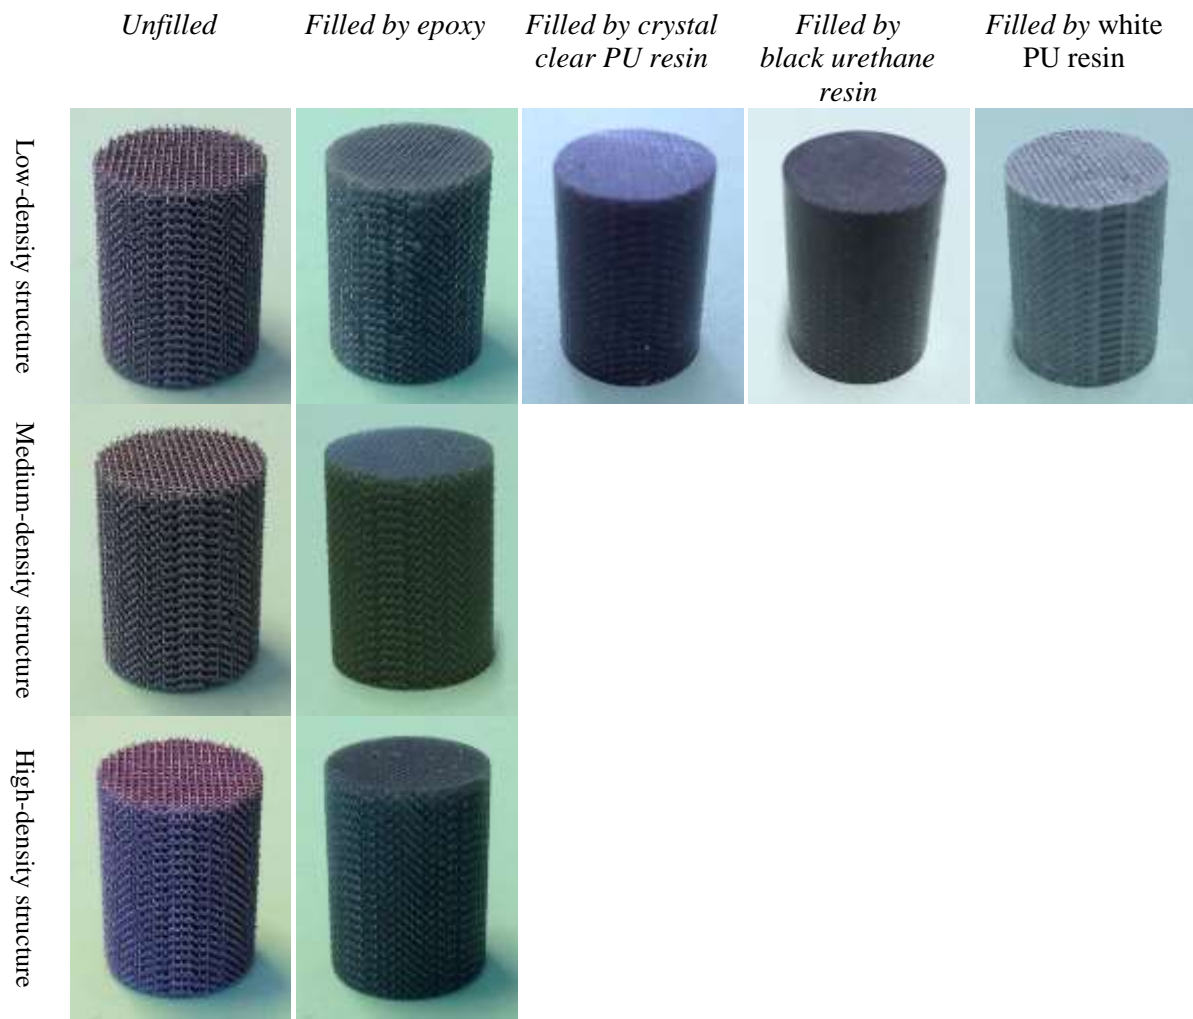 Unfilled
Filled by epoxy
Filled by crystal
clear PU resin
Filled by
black urethane
resin
Filled by white
PU resin
Low-density structure
Medium-density structure
High-density structure